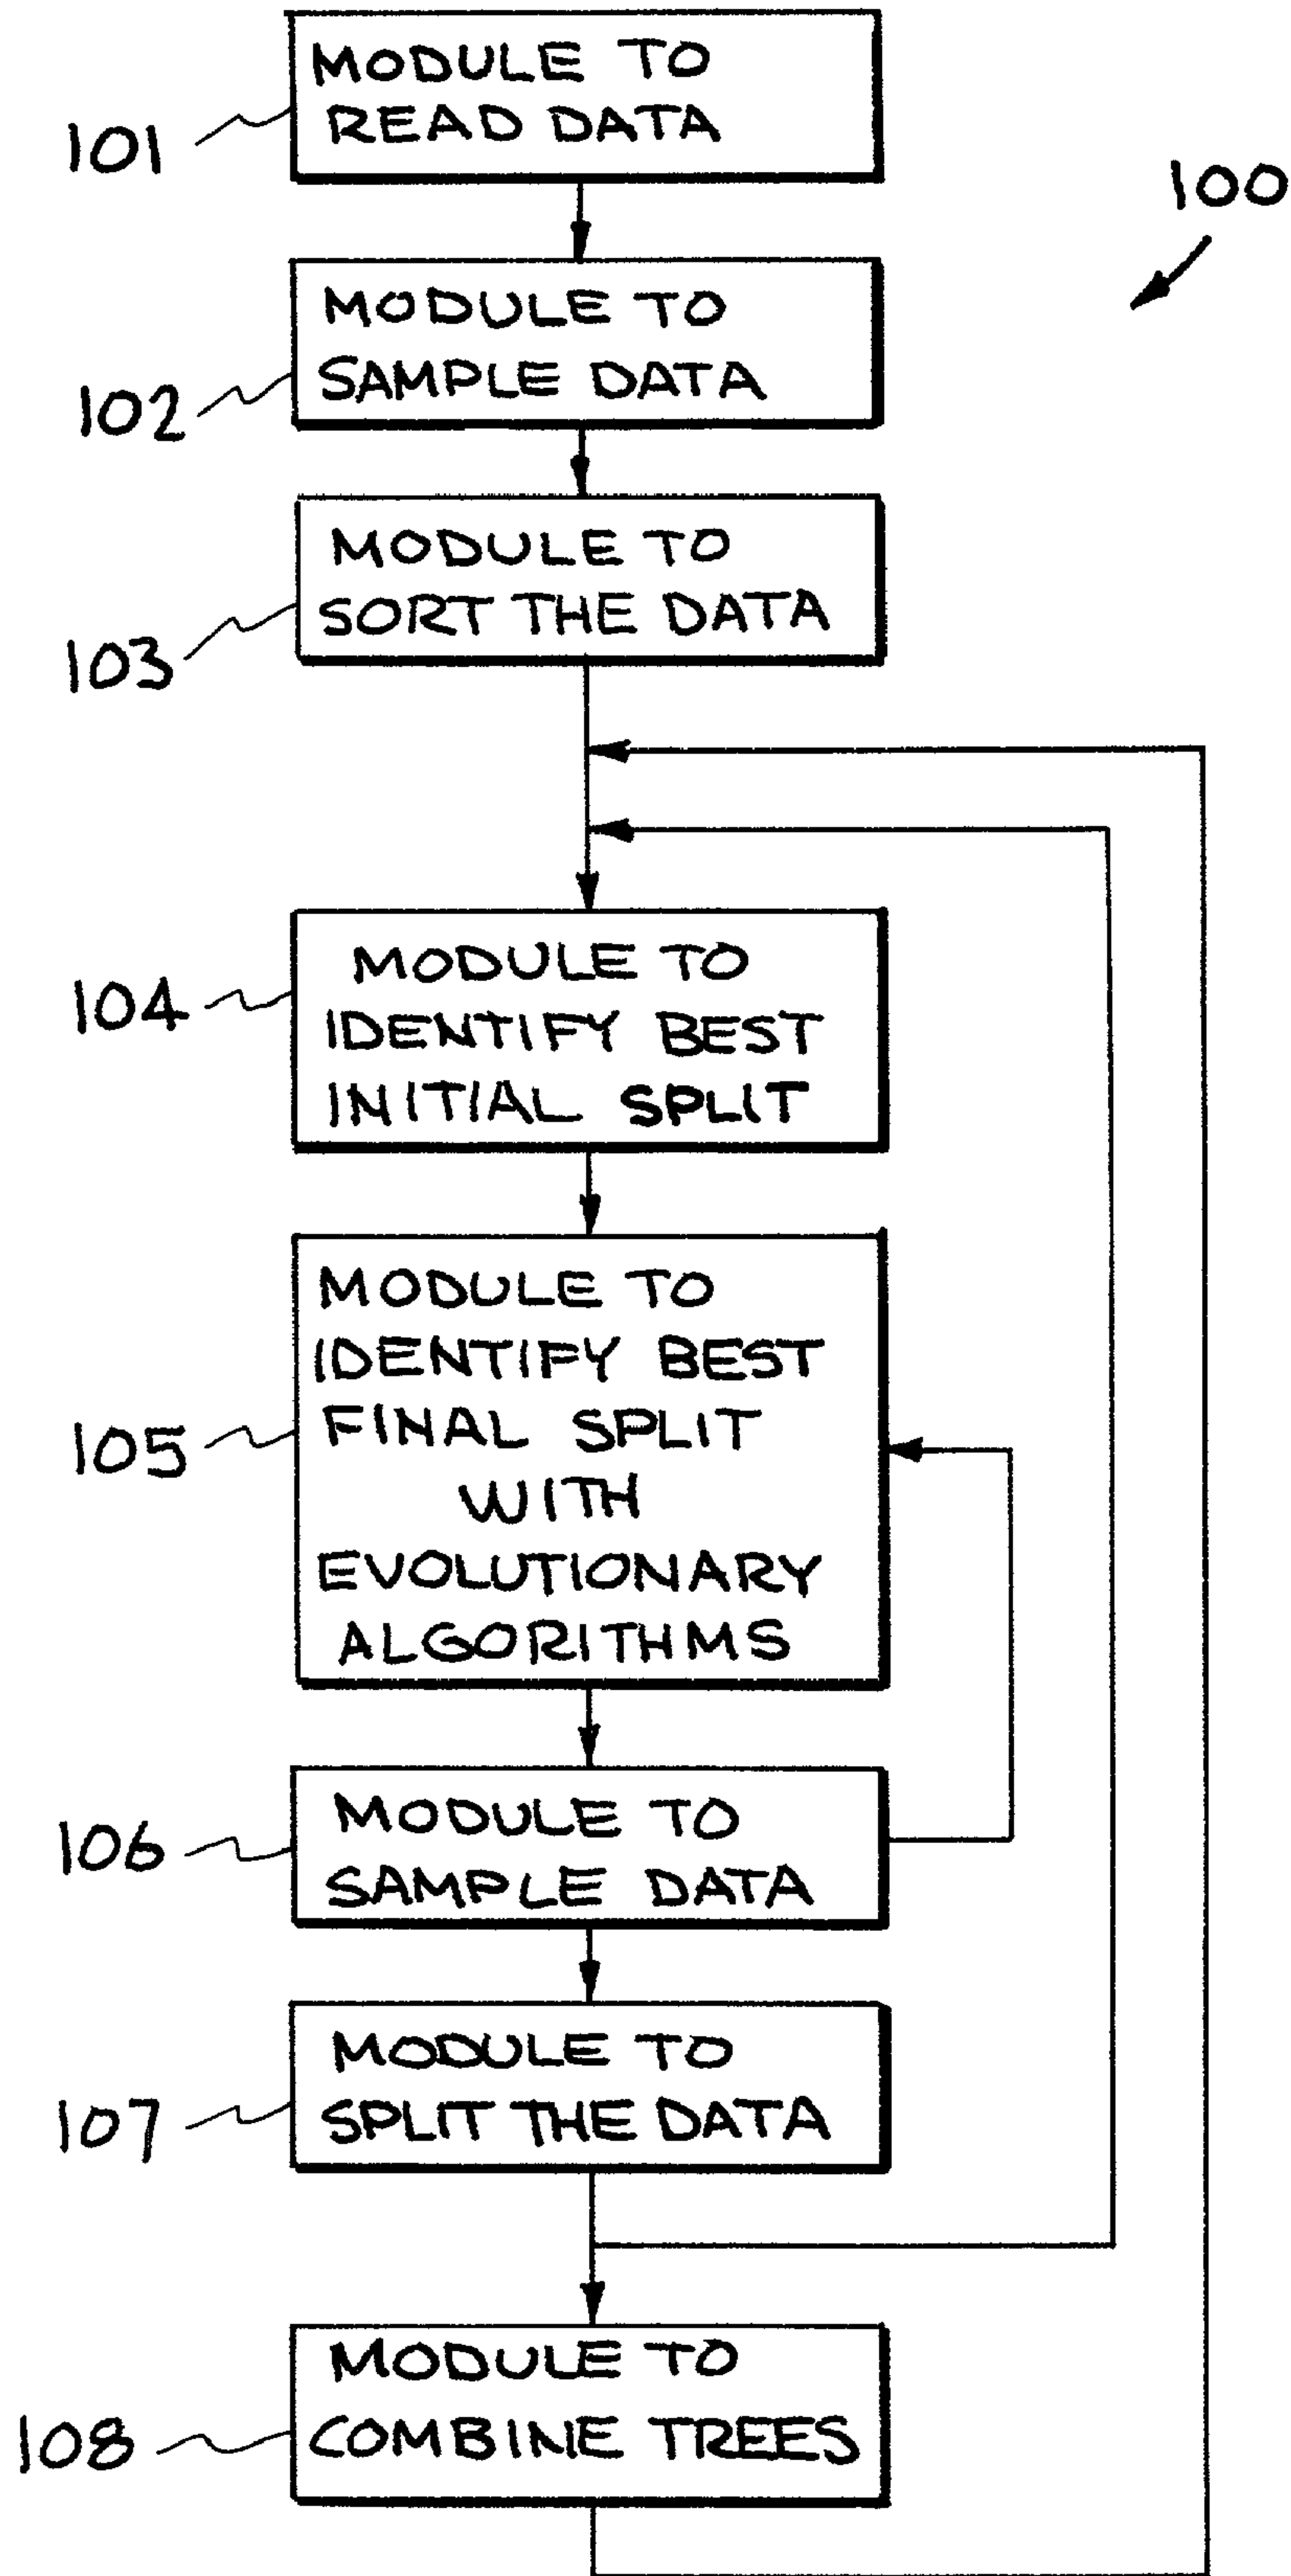 MODULE TO
READ DATA
101
100
MODULE TO
SAMPLE DATA
102
MODULE TO
SORT THE DATA
103
MODULE TO
IDENTIFY BEST
INITIAL SPLIT
104
MODULE TO
IDENTIFY BEST
FINAL SPLIT
WITH
EVOLUTIONARY
ALGORITHMS
105
MODULE TO
SAMPLE DATA
106
MODULE TO
SPLIT THE DATA
107
MODULE TO
COMBINE TREES
108